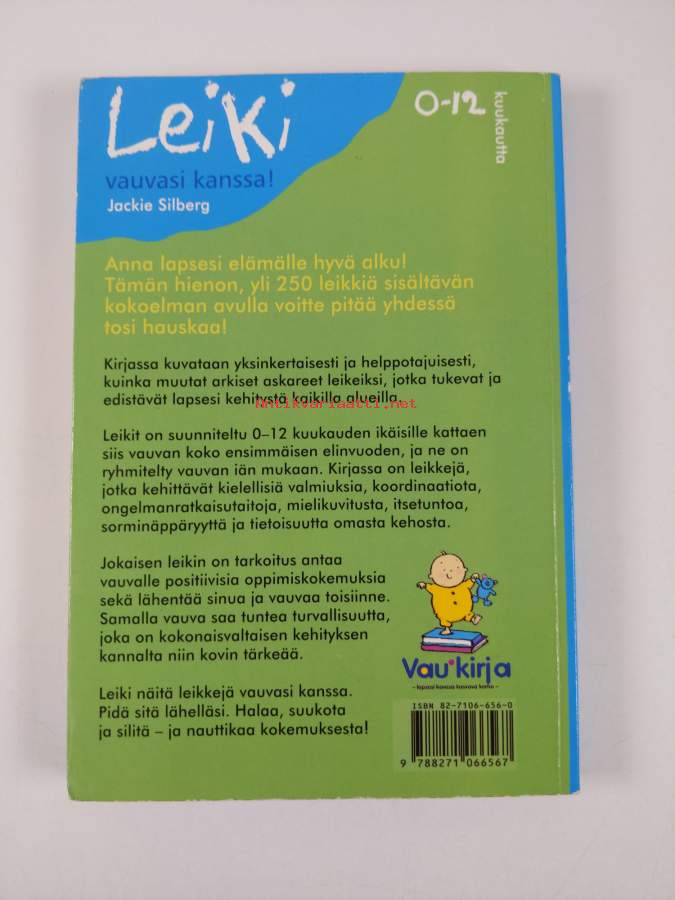 Leiki
0-12
kuukautta
vauvasi kanssa!
Jackie Silberg
Anna lapsesi elämälle hyvä alku!
Tämän hienon, yli 250 leikkiä sisältävän
kokoelman avulla voitte pitää yhdessä
tosi hauskaa!
Kirjassa kuvataan yksinkertaisesti ja helppotajuisesti,
kuinka muutat arkiset askareet leikeiksi, jotka tukevat ja
edistävät lapsesi kehitystä kaikilla alueilla.
Antikvariaatti.net
Leikit on suunniteltu 0–12 kuukauden ikäisille kattaen
siis vauvan koko ensimmäisen elinvuoden, ja ne on
ryhmitelty vauvan iän mukaan. Kirjassa on leikkejä,
jotka kehittävät kielellisiä valmiuksia, koordinaatiota,
ongelmanratkaisutaitoja, mielikuvitusta, itsetuntoa,
sorminäppäryyttä ja tietoisuutta omasta kehosta.
Jokaisen leikin on tarkoitus antaa
vauvalle positiivisia oppimiskokemuksia
sekä lähentää sinua ja vauvaa toisiinne.
Samalla vauva saa tuntea turvallisuutta,
joka on kokonaisvaltaisen kehityksen
kannalta niin kovin tärkeää.
Vau*kirja
– lapsesi kanssa kasvava kerho –
Leiki näitä leikkejä vauvasi kanssa.
Pidä sitä lähelläsi. Halaa, suukota
ja silitä – ja nauttikaa kokemuksesta!
ISBN 82-7106-656-0
9 788271 066567